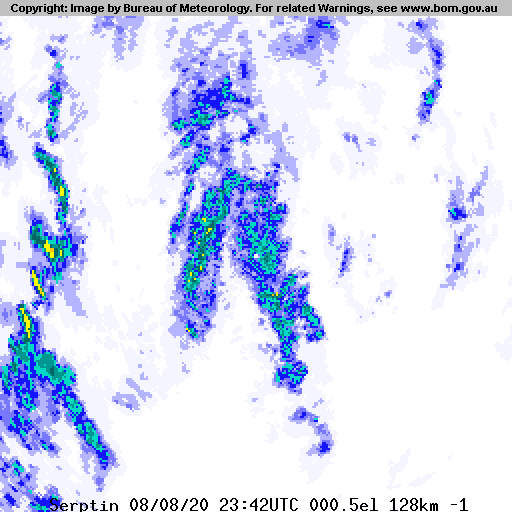 Copyright: Image by Bureau of Meteorology. For related Warnings, see www.bom.gov.au
Serptin 08/08/20 23:42UTC 000.5el 128km -1